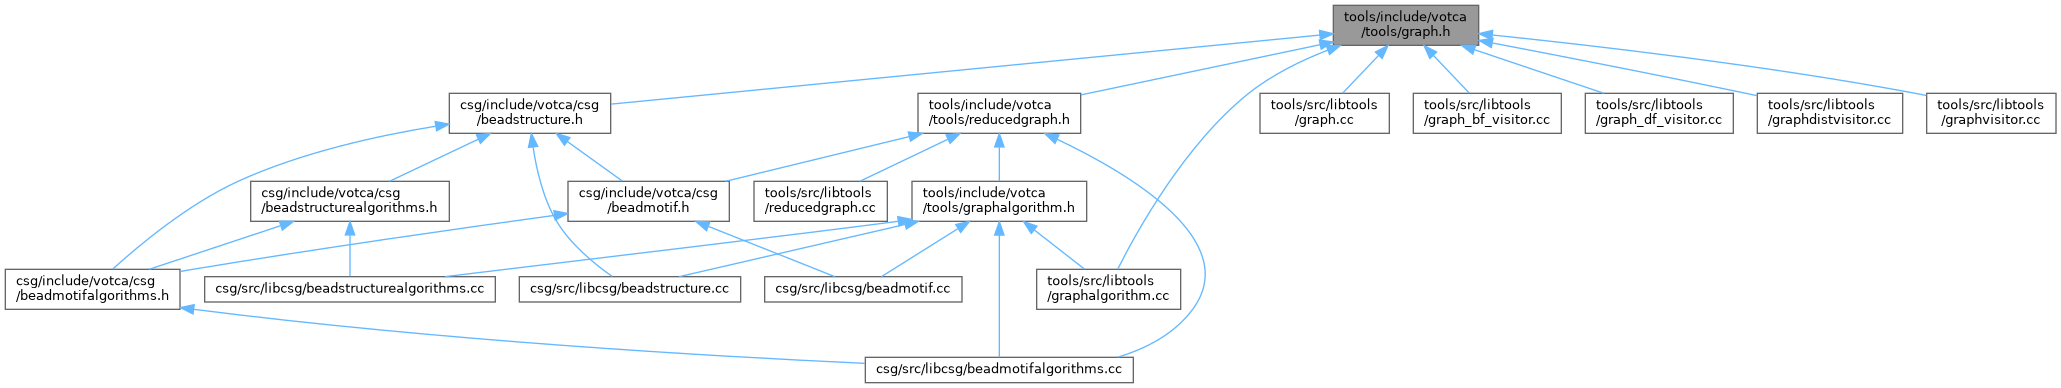 tools/include/votca
/tools/graph.h
csg/include/votca/csg
/beadstructure.h
tools/include/votca
/tools/reducedgraph.h
tools/src/libtools
/graph.cc
tools/src/libtools
/graph_bf_visitor.cc
tools/src/libtools
/graph_df_visitor.cc
tools/src/libtools
/graphdistvisitor.cc
tools/src/libtools
/graphvisitor.cc
csg/include/votca/csg
/beadstructurealgorithms.h
csg/include/votca/csg
/beadmotif.h
tools/src/libtools
/reducedgraph.cc
tools/include/votca
/tools/graphalgorithm.h
csg/include/votca/csg
/beadmotifalgorithms.h
csg/src/libcsg/beadstructurealgorithms.cc
csg/src/libcsg/beadstructure.cc
csg/src/libcsg/beadmotif.cc
tools/src/libtools
/graphalgorithm.cc
csg/src/libcsg/beadmotifalgorithms.cc